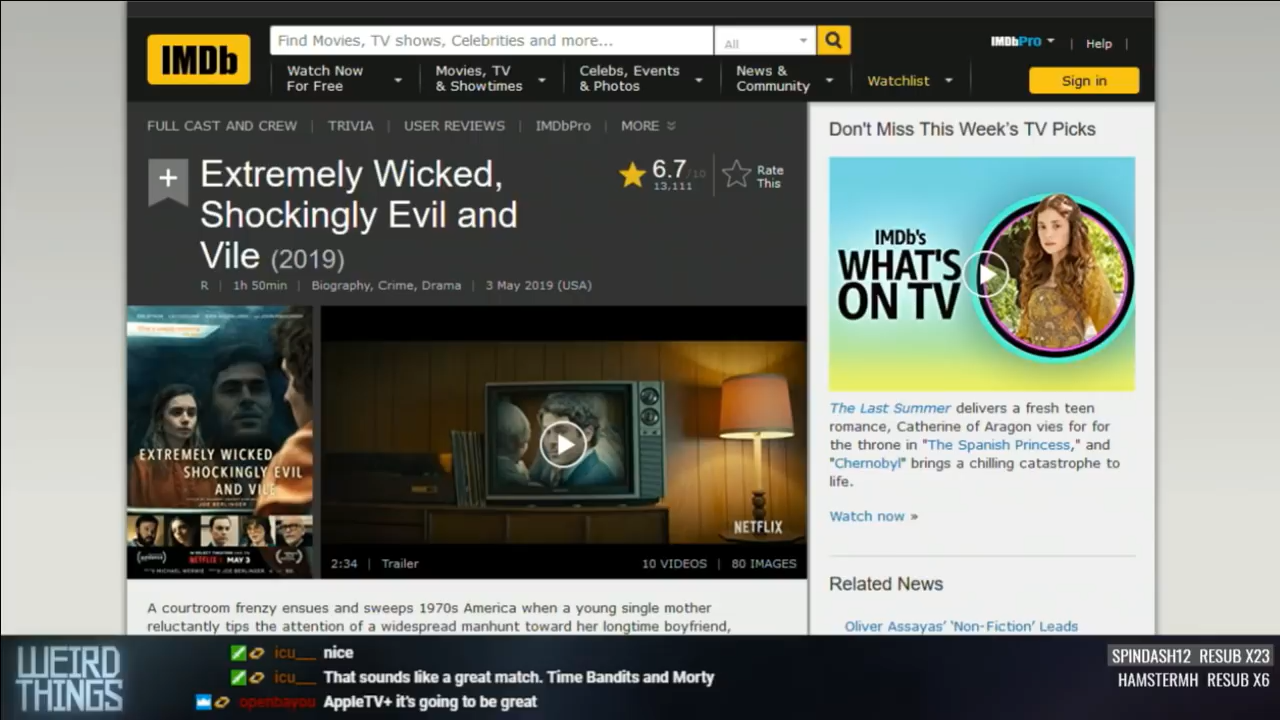 IMDb
Find Movies, TV shows, Celebrities and more...
All
IMDbPro
Help
Watch Now
For Free
Movies, TV
& Showtimes
Celebs, Events
& Photos
News &
Community
Watchlist
Sign in
FULL CAST AND CREW
TRIVIA
USER REVIEWS
IMDbPro
MORE
Extremely Wicked,
Shockingly Evil and
Vile (2019)
6.7/10
13,111
Rate
This
R | 1h 50min | Biography, Crime, Drama | 3 May 2019 (USA)
EXTREMELY WICKED
SHOCKINGLY EVIL
AND VILE
NETFLIX MAY 3
NETFLIX
2:34 | Trailer
10 VIDEOS | 80 IMAGES
A courtroom frenzy ensues and sweeps 1970s America when a young single mother
reluctantly tips the attention of a widespread manhunt toward her longtime boyfriend,
Don't Miss This Week's TV Picks
IMDb's
WHAT'S
ON TV
The Last Summer delivers a fresh teen
romance, Catherine of Aragon vies for for
the throne in "The Spanish Princess," and
"Chernobyl" brings a chilling catastrophe to
life.
Watch now »
Related News
Oliver Assayas' 'Non-Fiction' Leads
WEIRD
THINGS
icu__ nice
icu__ That sounds like a great match. Time Bandits and Morty
openbayou AppleTV+ it's going to be great
SPINDASH12 RESUB X23
HAMSTERMH RESUB X6